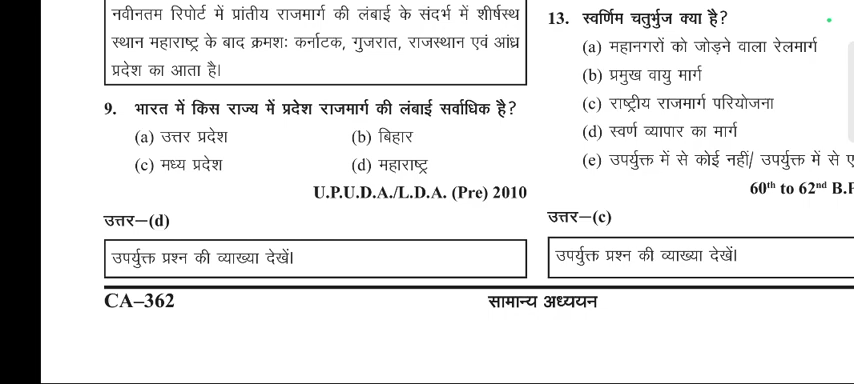 नवीनतम रिपोर्ट में प्रांतीय राजमार्ग की लंबाई के संदर्भ में शीर्षस्थ
स्थान महाराष्ट्र के बाद क्रमशः कर्नाटक, गुजरात, राजस्थान एवं आंध्र
प्रदेश का आता है।
9. भारत में किस राज्य में प्रदेश राजमार्ग की लंबाई सर्वाधिक है?
(a) उत्तर प्रदेश (b) बिहार
(c) मध्य प्रदेश (d) महाराष्ट्र
U.P.U.D.A./L.D.A. (Pre) 2010
उत्तर—(d)
उपर्युक्त प्रश्न की व्याख्या देखें।
13. स्वर्णिम चतुर्भुज क्या है?
(a) महानगरों को जोड़ने वाला रेलमार्ग
(b) प्रमुख वायु मार्ग
(c) राष्ट्रीय राजमार्ग परियोजना
(d) स्वर्ण व्यापार का मार्ग
(e) उपर्युक्त में से कोई नहीं/ उपर्युक्त में से
60th to 62nd B.
उत्तर—(c)
उपर्युक्त प्रश्न की व्याख्या देखें।
CA–362 सामान्य अध्ययन